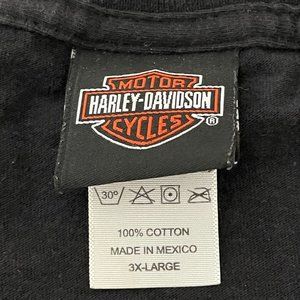 MOTOR
HARLEY-DAVIDSON
CYCLES
®
30°
100% COTTON
MADE IN MEXICO
3X-LARGE